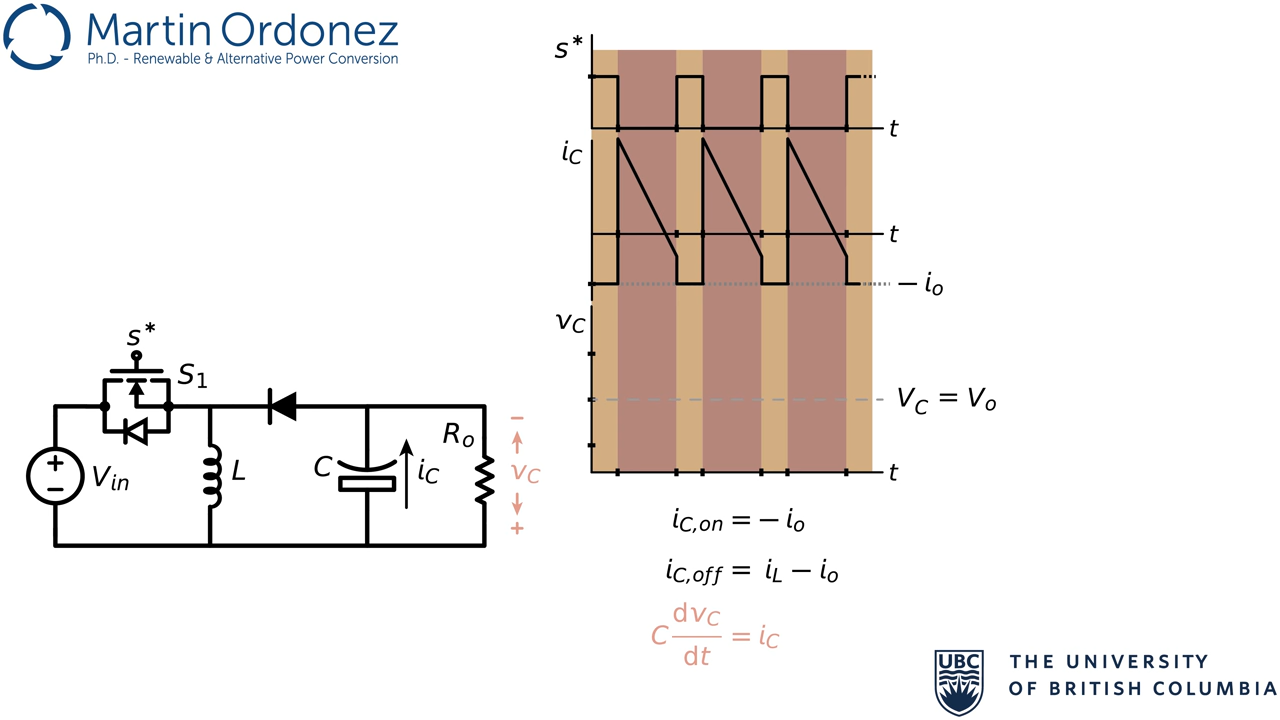 Martin Ordonez
Ph.D. - Renewable & Alternative Power Conversion
s*
t
i_C
t
− i_o
v_C
V_C = V_o
t
s*
S_1
+
−
V_in
L
C
i_C
R_o
−
v_C
+
i_C,on = − i_o
i_C,off = i_L − i_o
C dv_C/dt = i_C
UBC
THE UNIVERSITY
OF BRITISH COLUMBIA